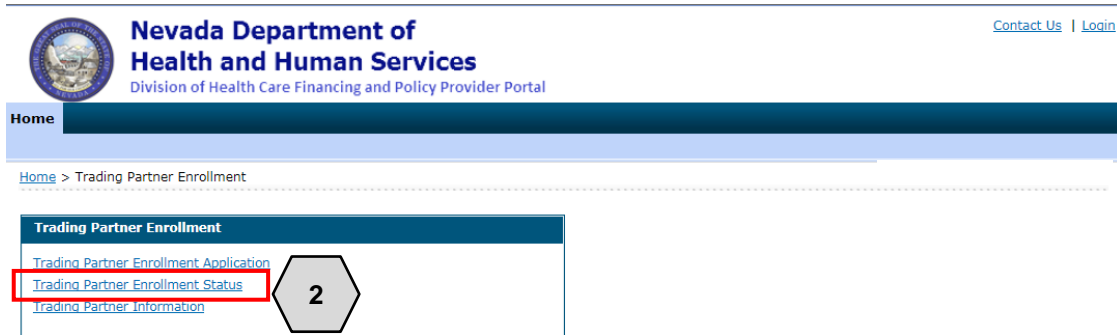 Nevada Department of
Health and Human Services
Division of Health Care Financing and Policy Provider Portal
Contact Us | Login
Home
Home > Trading Partner Enrollment
Trading Partner Enrollment
Trading Partner Enrollment Application
Trading Partner Enrollment Status
2
Trading Partner Information